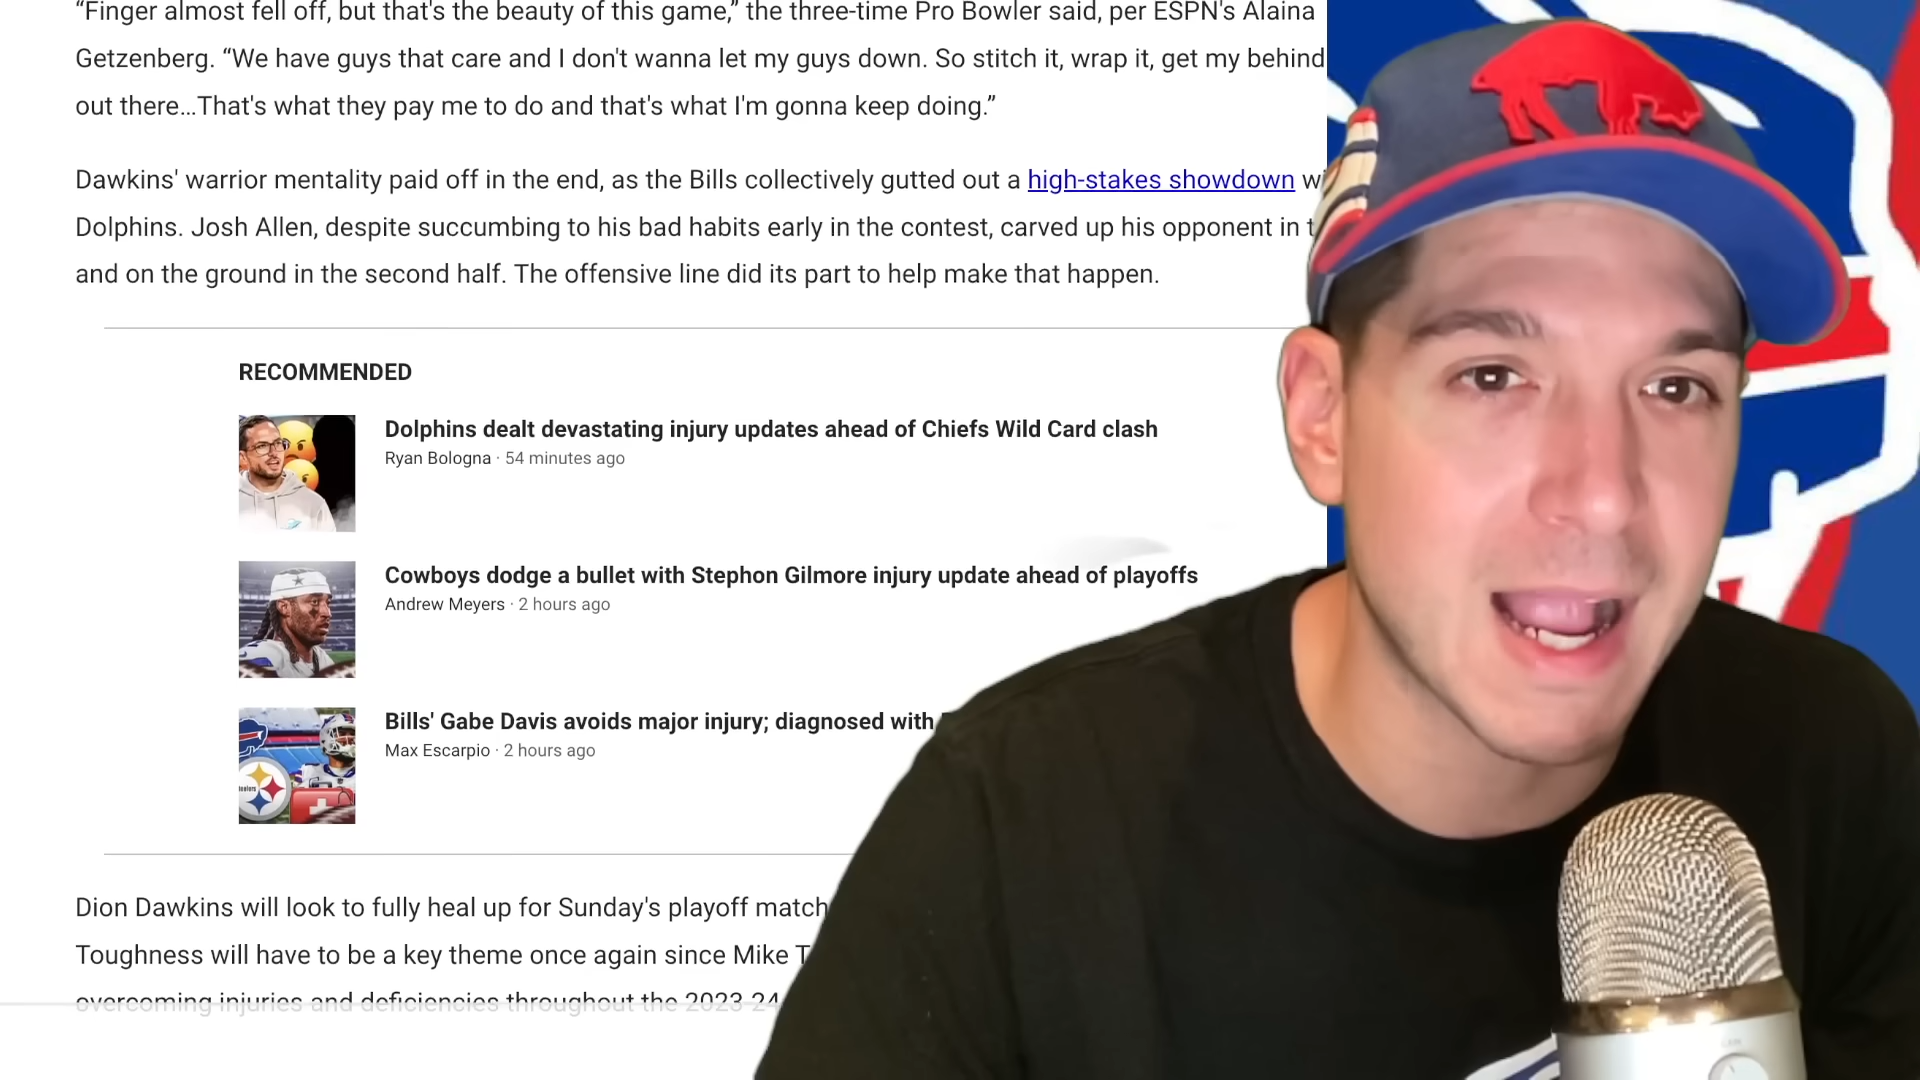 “Finger almost fell off, but that's the beauty of this game,” the three-time Pro Bowler said, per ESPN's Alaina
Getzenberg. “We have guys that care and I don't wanna let my guys down. So stitch it, wrap it, get my behind
out there…That's what they pay me to do and that's what I'm gonna keep doing.”
Dawkins' warrior mentality paid off in the end, as the Bills collectively gutted out a high-stakes showdown
Dolphins. Josh Allen, despite succumbing to his bad habits early in the contest, carved up his opponent in
and on the ground in the second half. The offensive line did its part to help make that happen.
RECOMMENDED
Dolphins dealt devastating injury updates ahead of Chiefs Wild Card clash
Ryan Bologna · 54 minutes ago
Cowboys dodge a bullet with Stephon Gilmore injury update ahead of playoffs
Andrew Meyers · 2 hours ago
Bills' Gabe Davis avoids major injury; diagnosed with
Max Escarpio · 2 hours ago
Dion Dawkins will look to fully heal up for Sunday's playoff match
Toughness will have to be a key theme once again since Mike
overcoming injuries and deficiencies throughout the 2023-24